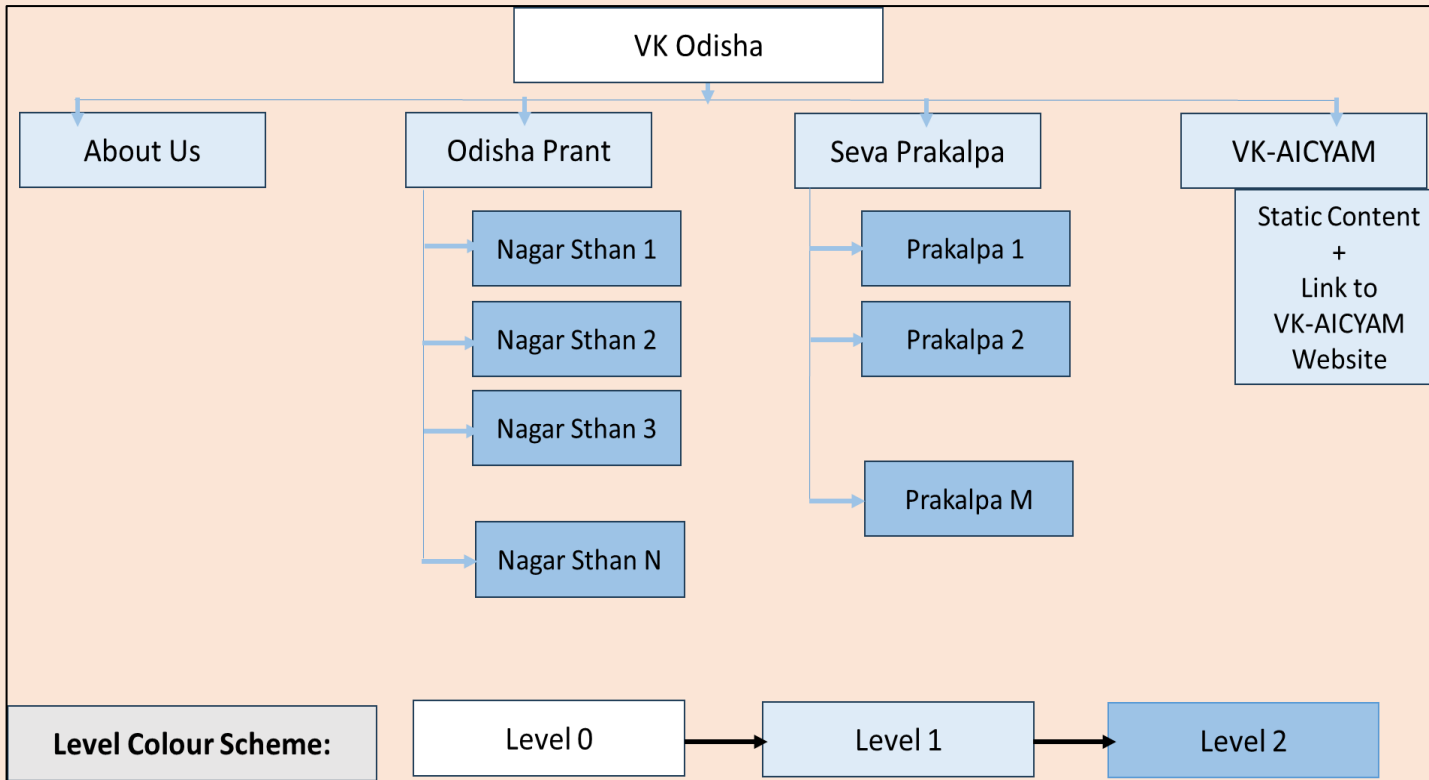 VK Odisha
About Us
Odisha Prant
Seva Prakalpa
VK-AICYAM
Nagar Sthan 1
Nagar Sthan 2
Nagar Sthan 3
Nagar Sthan N
Prakalpa 1
Prakalpa 2
Prakalpa M
Static Content
+
Link to
VK-AICYAM
Website
Level Colour Scheme:
Level 0
Level 1
Level 2